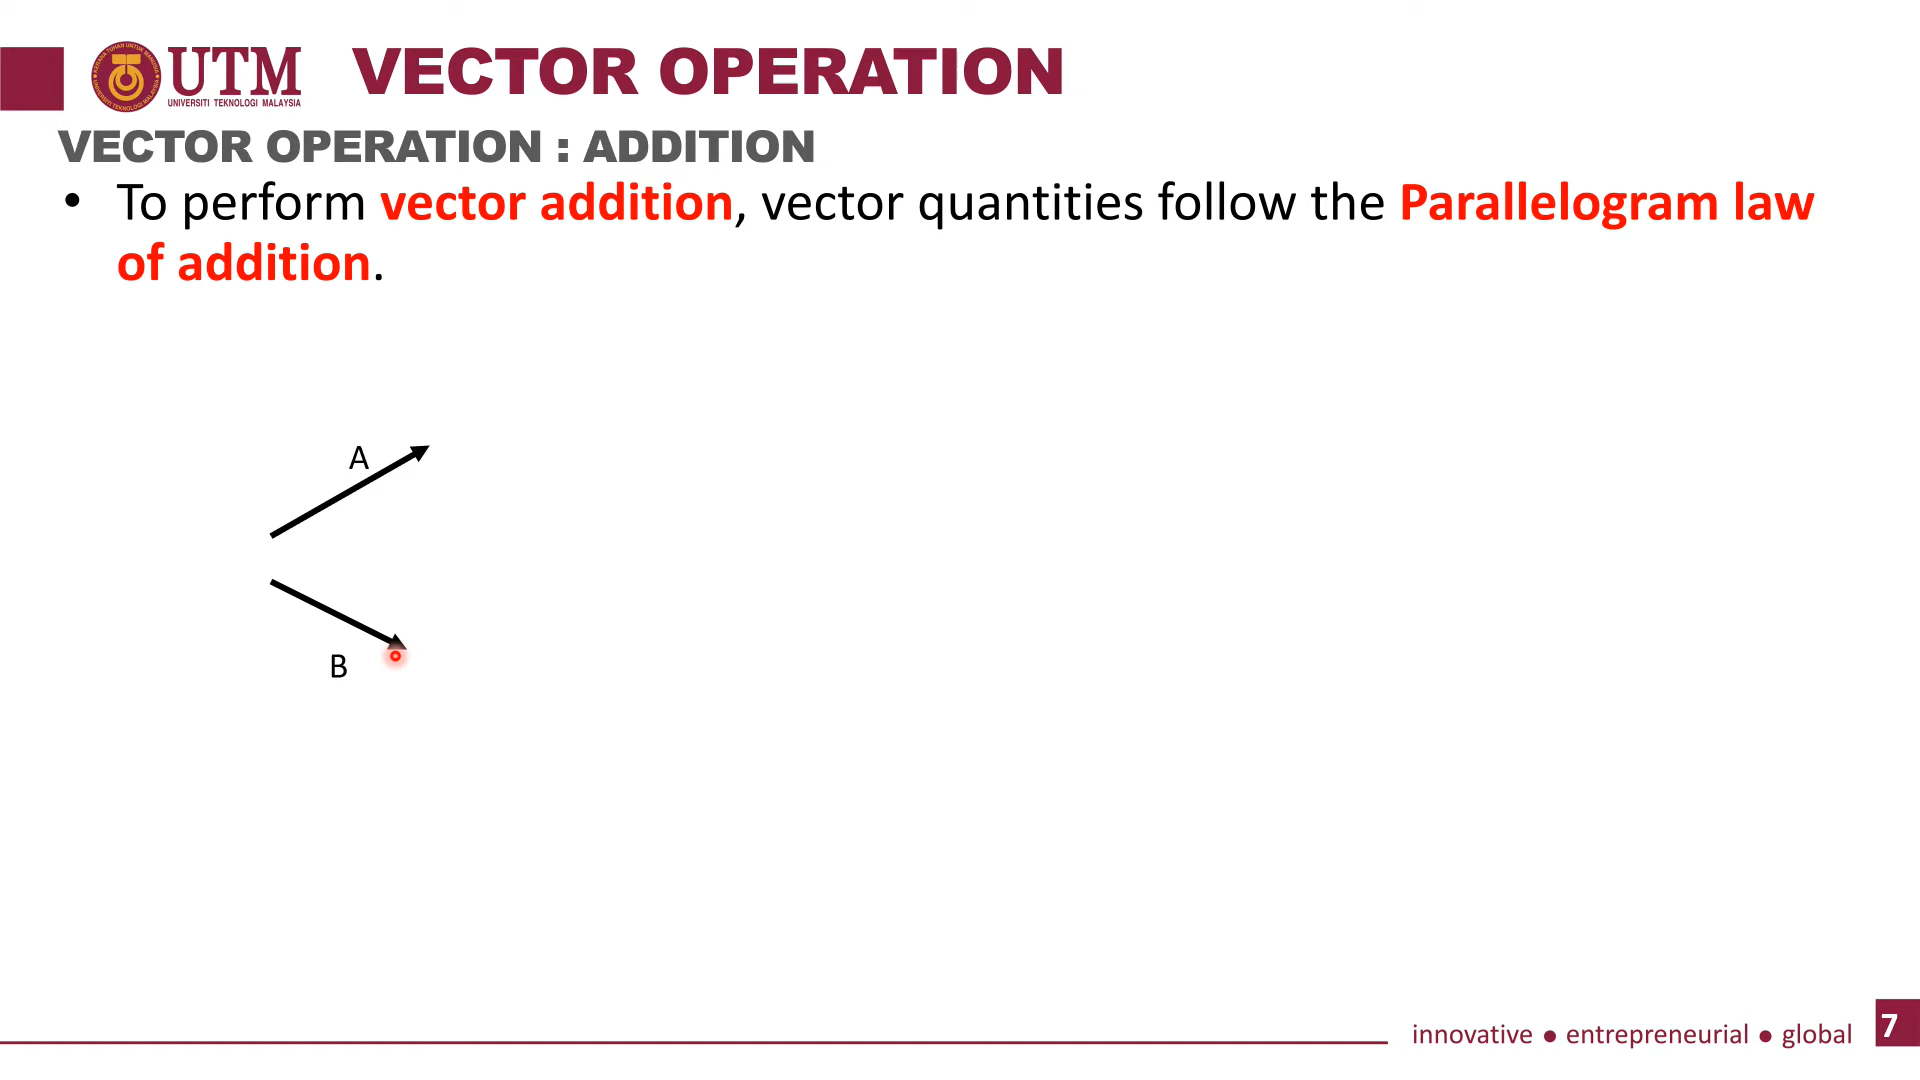 UTM
UNIVERSITI TEKNOLOGI MALAYSIA
VECTOR OPERATION
VECTOR OPERATION : ADDITION
• To perform vector addition, vector quantities follow the Parallelogram law
of addition.
A
B
innovative ● entrepreneurial ● global
7